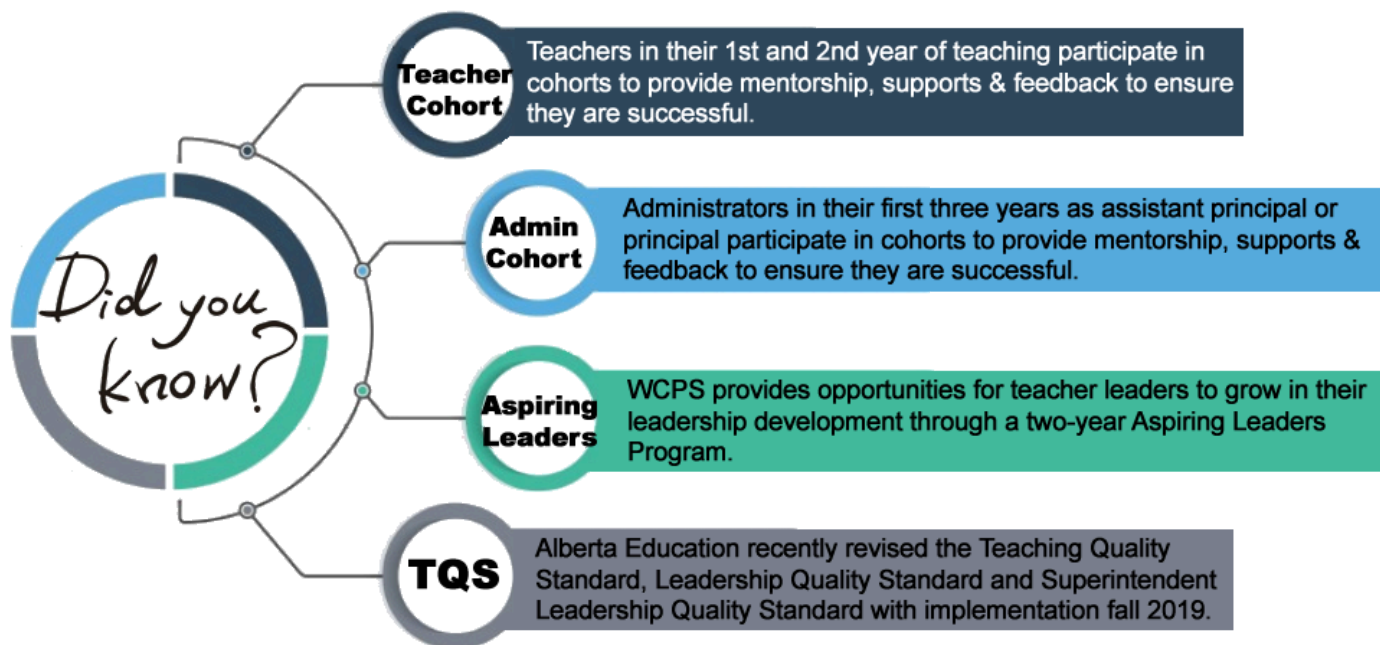 Did you
know?
Teacher
Cohort
Teachers in their 1st and 2nd year of teaching participate in
cohorts to provide mentorship, supports & feedback to ensure
they are successful.
Admin
Cohort
Administrators in their first three years as assistant principal or
principal participate in cohorts to provide mentorship, supports &
feedback to ensure they are successful.
Aspiring
Leaders
WCPS provides opportunities for teacher leaders to grow in their
leadership development through a two-year Aspiring Leaders
Program.
TQS
Alberta Education recently revised the Teaching Quality
Standard, Leadership Quality Standard and Superintendent
Leadership Quality Standard with implementation fall 2019.